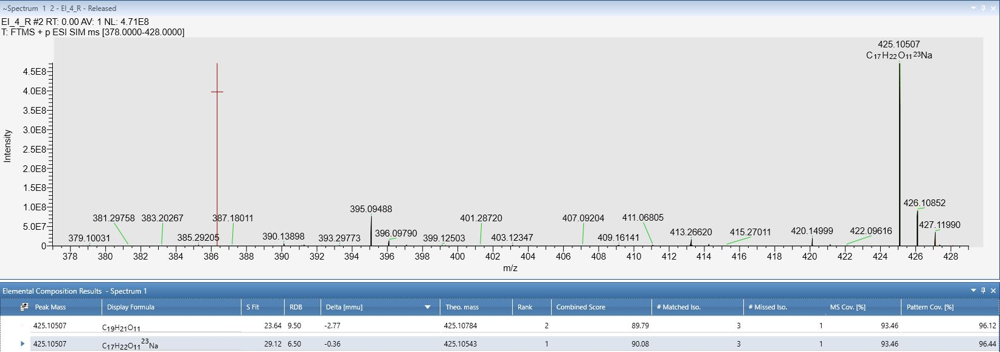 ~Spectrum 1 2 - EI_4_R - Released
EI_4_R #2 RT: 0.00 AV: 1 NL: 4.71E8
T: FTMS + p ESI SIM ms [378.0000-428.0000]
425.10507
C₁₇H₂₂O₁₁²³Na
4.5E8
4.0E8
3.5E8
3.0E8
2.5E8
2.0E8
1.5E8
1.0E8
5.0E7
0
Intensity
426.10852
395.09488
381.29758 383.20267 387.18011 401.28720 407.09204 411.06805
427.11990
379.10031 385.29205 390.13898 393.29773 396.09790 399.12503 403.12347 409.16141 413.26620 415.27011 420.14999 422.09616
378 380 382 384 386 388 390 392 394 396 398 400 402 404 406 408 410 412 414 416 418 420 422 424 426 428
m/z
Elemental Composition Results - Spectrum 1
Peak Mass Display Formula S Fit RDB Delta [mmu] Theo. mass Rank Combined Score # Matched Iso. # Missed Iso. MS Cov. [%] Pattern Cov. [%]
425.10507 C₁₉H₂₁O₁₁ 23.64 9.50 -2.77 425.10784 2 89.79 3 1 93.46 96.12
425.10507 C₁₇H₂₂O₁₁²³Na 29.12 6.50 -0.36 425.10543 1 90.08 3 1 93.46 96.44